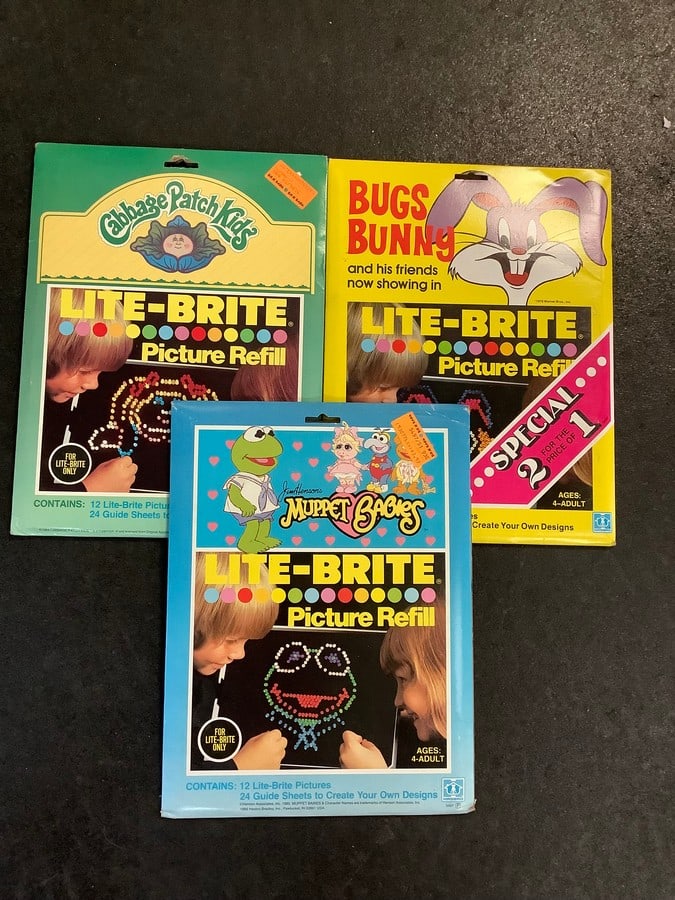 Cabbage Patch Kids
LITE-BRITE®
Picture Refill
FOR
LITE-BRITE
ONLY
CONTAINS: 12 Lite-Brite
24 Guide Sheets
BUGS
BUNNY
and his friends
now showing in
LITE-BRITE®
Picture Refill
SPECIAL
2 FOR THE
PRICE OF 1
AGES:
4-ADULT
Create Your Own Designs
Jim Henson's
MUPPET BABIES
LITE-BRITE®
Picture Refill
FOR
LITE-BRITE
ONLY
AGES:
4-ADULT
CONTAINS: 12 Lite-Brite Pictures
24 Guide Sheets to Create Your Own Designs